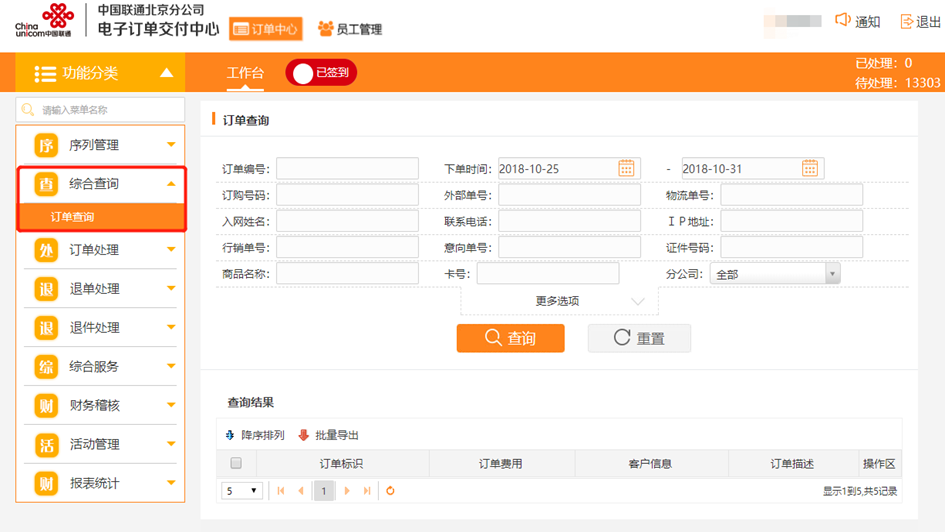 China unicom中国联通
中国联通北京分公司
电子订单交付中心
订单中心
员工管理
通知
退出
功能分类
工作台
已签到
已处理：0
待处理：13303
请输入菜单名称
序 序列管理
查 综合查询
订单查询
处 订单处理
退 退单处理
退 退件处理
综 综合服务
财 财务稽核
活 活动管理
财 报表统计
订单查询
订单编号： 下单时间： 2018-10-25 - 2018-10-31
订购号码： 外部单号： 物流单号：
入网姓名： 联系电话： ＩＰ地址：
行销单号： 意向单号： 证件号码：
商品名称： 卡号： 分公司： 全部
更多选项
查询 重置
查询结果
降序排列 批量导出
订单标识 订单费用 客户信息 订单描述 操作区
5 1 显示1到5,共5记录